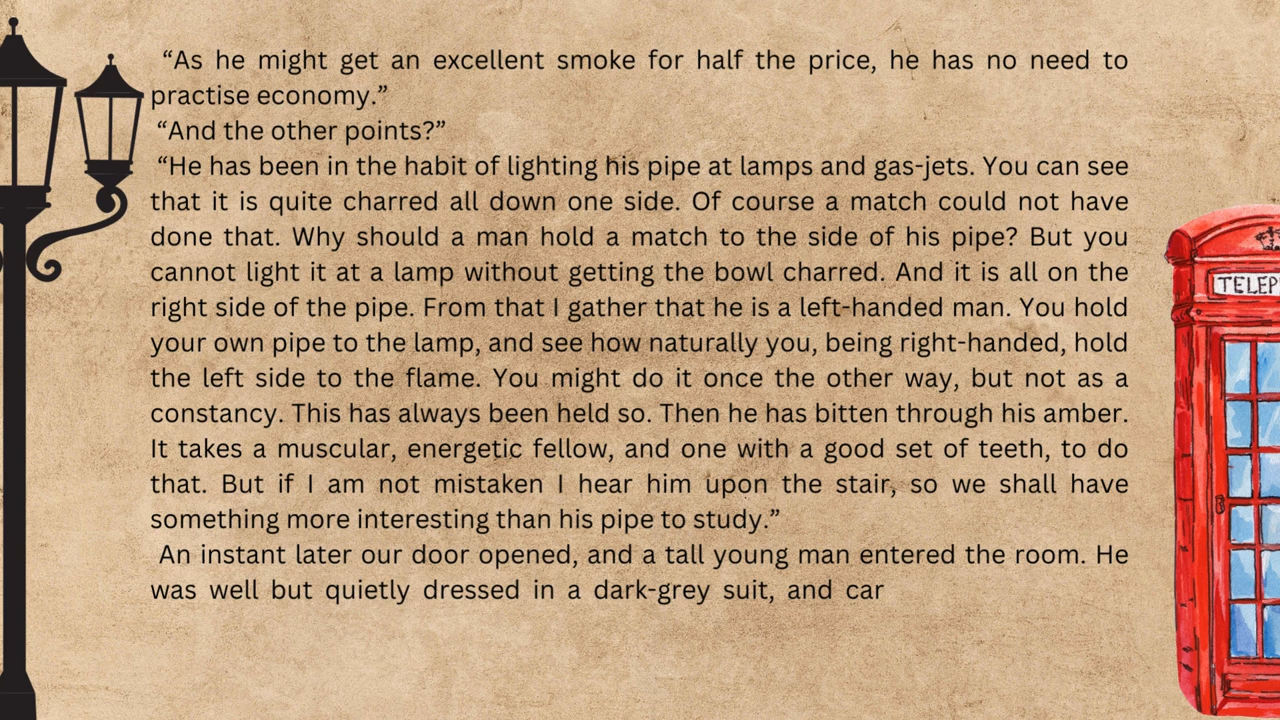 “As he might get an excellent smoke for half the price, he has no need to
practise economy.”
“And the other points?”
“He has been in the habit of lighting his pipe at lamps and gas-jets. You can see
that it is quite charred all down one side. Of course a match could not have
done that. Why should a man hold a match to the side of his pipe? But you
cannot light it at a lamp without getting the bowl charred. And it is all on the
right side of the pipe. From that I gather that he is a left-handed man. You hold
your own pipe to the lamp, and see how naturally you, being right-handed, hold
the left side to the flame. You might do it once the other way, but not as a
constancy. This has always been held so. Then he has bitten through his amber.
It takes a muscular, energetic fellow, and one with a good set of teeth, to do
that. But if I am not mistaken I hear him upon the stair, so we shall have
something more interesting than his pipe to study.”
An instant later our door opened, and a tall young man entered the room. He
was well but quietly dressed in a dark-grey suit, and car
TELEP